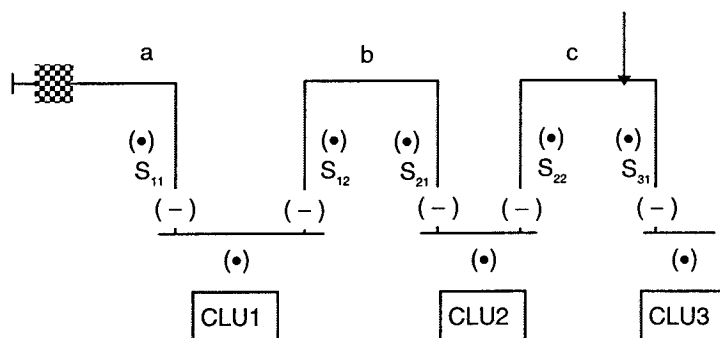 a b c
(•) (•) (•) (•) (•)
S₁₁ S₁₂ S₂₁ S₂₂ S₃₁
(−) (−) (−) (−) (−)
(•) (•) (•)
CLU1 CLU2 CLU3